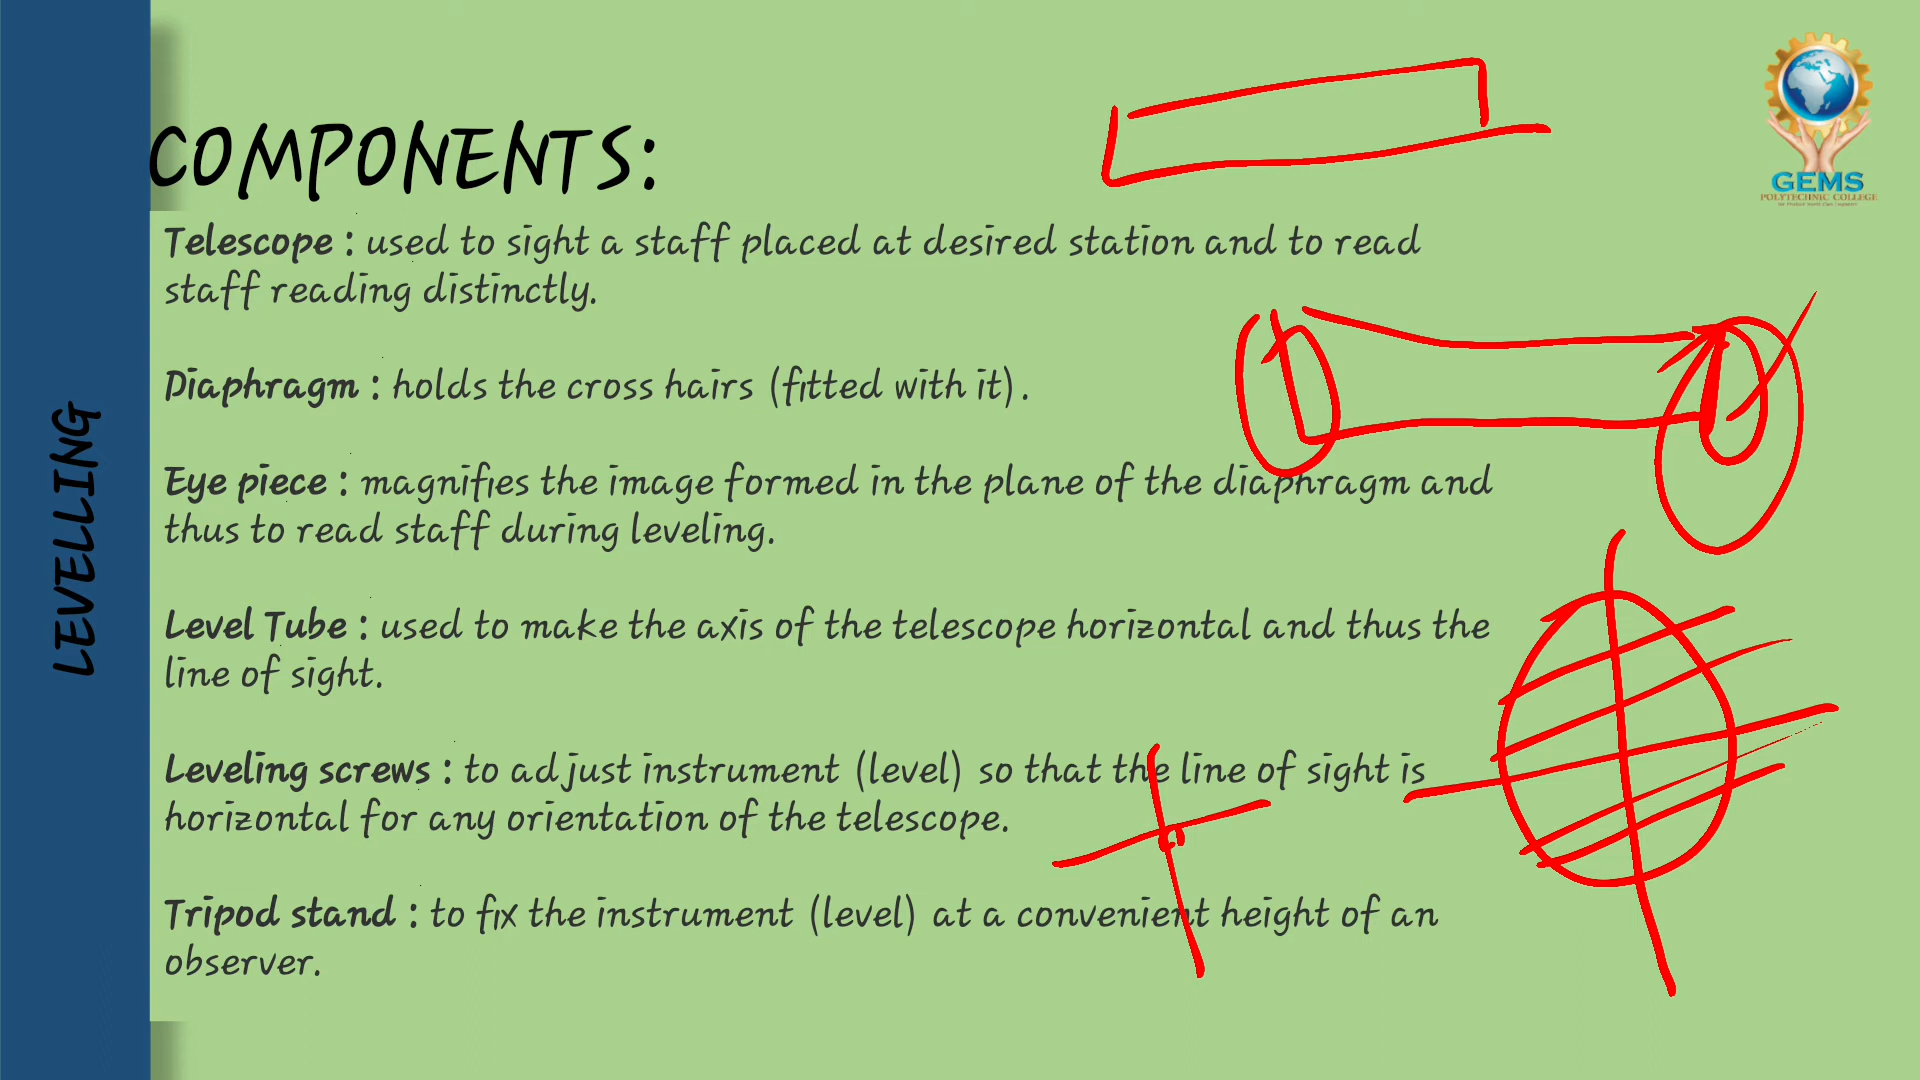 LEVELLING
COMPONENTS:
Telescope : used to sight a staff placed at desired station and to read
staff reading distinctly.
Diaphragm : holds the cross hairs (fitted with it).
Eye piece : magnifies the image formed in the plane of the diaphragm and
thus to read staff during leveling.
Level Tube : used to make the axis of the telescope horizontal and thus the
line of sight.
Leveling screws : to adjust instrument (level) so that the line of sight is
horizontal for any orientation of the telescope.
Tripod stand : to fix the instrument (level) at a convenient height of an
observer.
GEMS
POLYTECHNIC COLLEGE